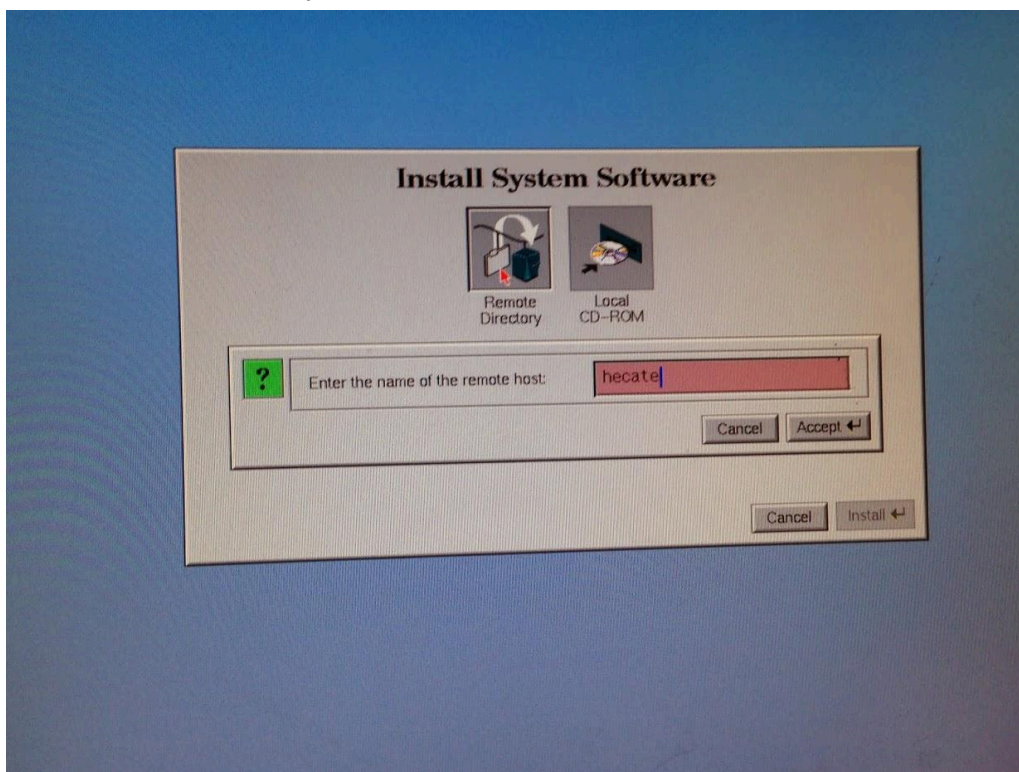 Install System Software
Remote
Directory
Local
CD-ROM
?
Enter the name of the remote host:
hecate
Cancel
Accept
Cancel
Install